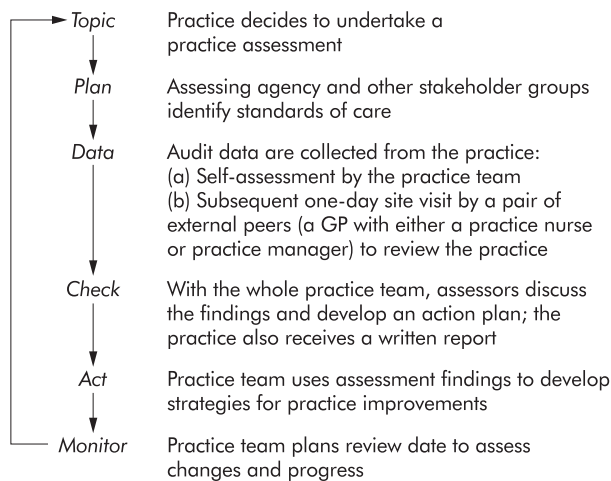 Topic Practice decides to undertake a
practice assessment
Plan Assessing agency and other stakeholder groups
identify standards of care
Data Audit data are collected from the practice:
(a) Self-assessment by the practice team
(b) Subsequent one-day site visit by a pair of
external peers (a GP with either a practice nurse
or practice manager) to review the practice
Check With the whole practice team, assessors discuss
the findings and develop an action plan; the
practice also receives a written report
Act Practice team uses assessment findings to develop
strategies for practice improvements
Monitor Practice team plans review date to assess
changes and progress